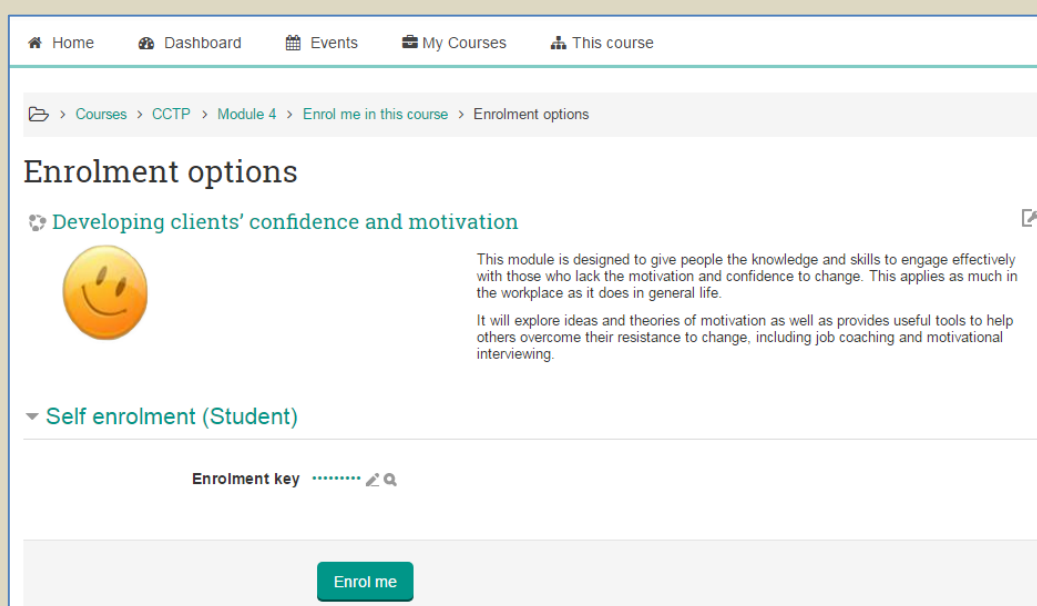 Home Dashboard Events My Courses This course
> Courses > CCTP > Module 4 > Enrol me in this course > Enrolment options
Enrolment options
Developing clients’ confidence and motivation
This module is designed to give people the knowledge and skills to engage effectively
with those who lack the motivation and confidence to change. This applies as much in
the workplace as it does in general life.
It will explore ideas and theories of motivation as well as provides useful tools to help
others overcome their resistance to change, including job coaching and motivational
interviewing.
Self enrolment (Student)
Enrolment key •••••••••
Enrol me